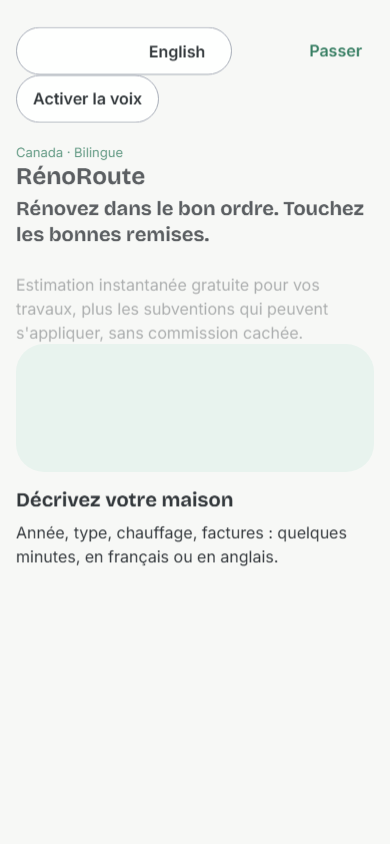 English
Passer
Activer la voix
Canada · Bilingue
RénoRoute
Rénovez dans le bon ordre. Touchez
les bonnes remises.
Estimation instantanée gratuite pour vos
travaux, plus les subventions qui peuvent
s'appliquer, sans commission cachée.
Décrivez votre maison
Année, type, chauffage, factures : quelques
minutes, en français ou en anglais.